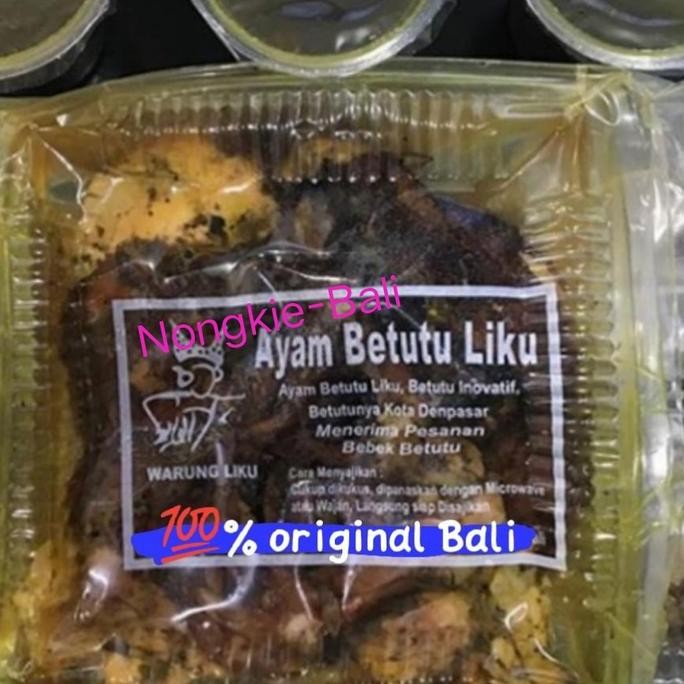 Nongkie-Bali
Ayam Betutu Liku
Ayam Betutu Liku, Betutu Inovatif,
Betutunya Kota Denpasar
Menerima Pesanan
Bebek Betutu
WARUNG LIKU
Cara Menyajikan :
Cukup dikukus, dipanaskan dengan Microwave
atau Wajan, Langsung siap Disajikan
💯% original Bali